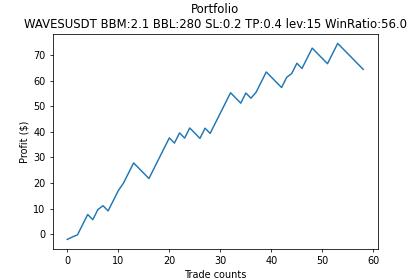 Portfolio
WAVESUSDT BBM:2.1 BBL:280 SL:0.2 TP:0.4 lev:15 WinRatio:56.0
Profit ($)
70
60
50
40
30
20
10
0
0 10 20 30 40 50 60
Trade counts